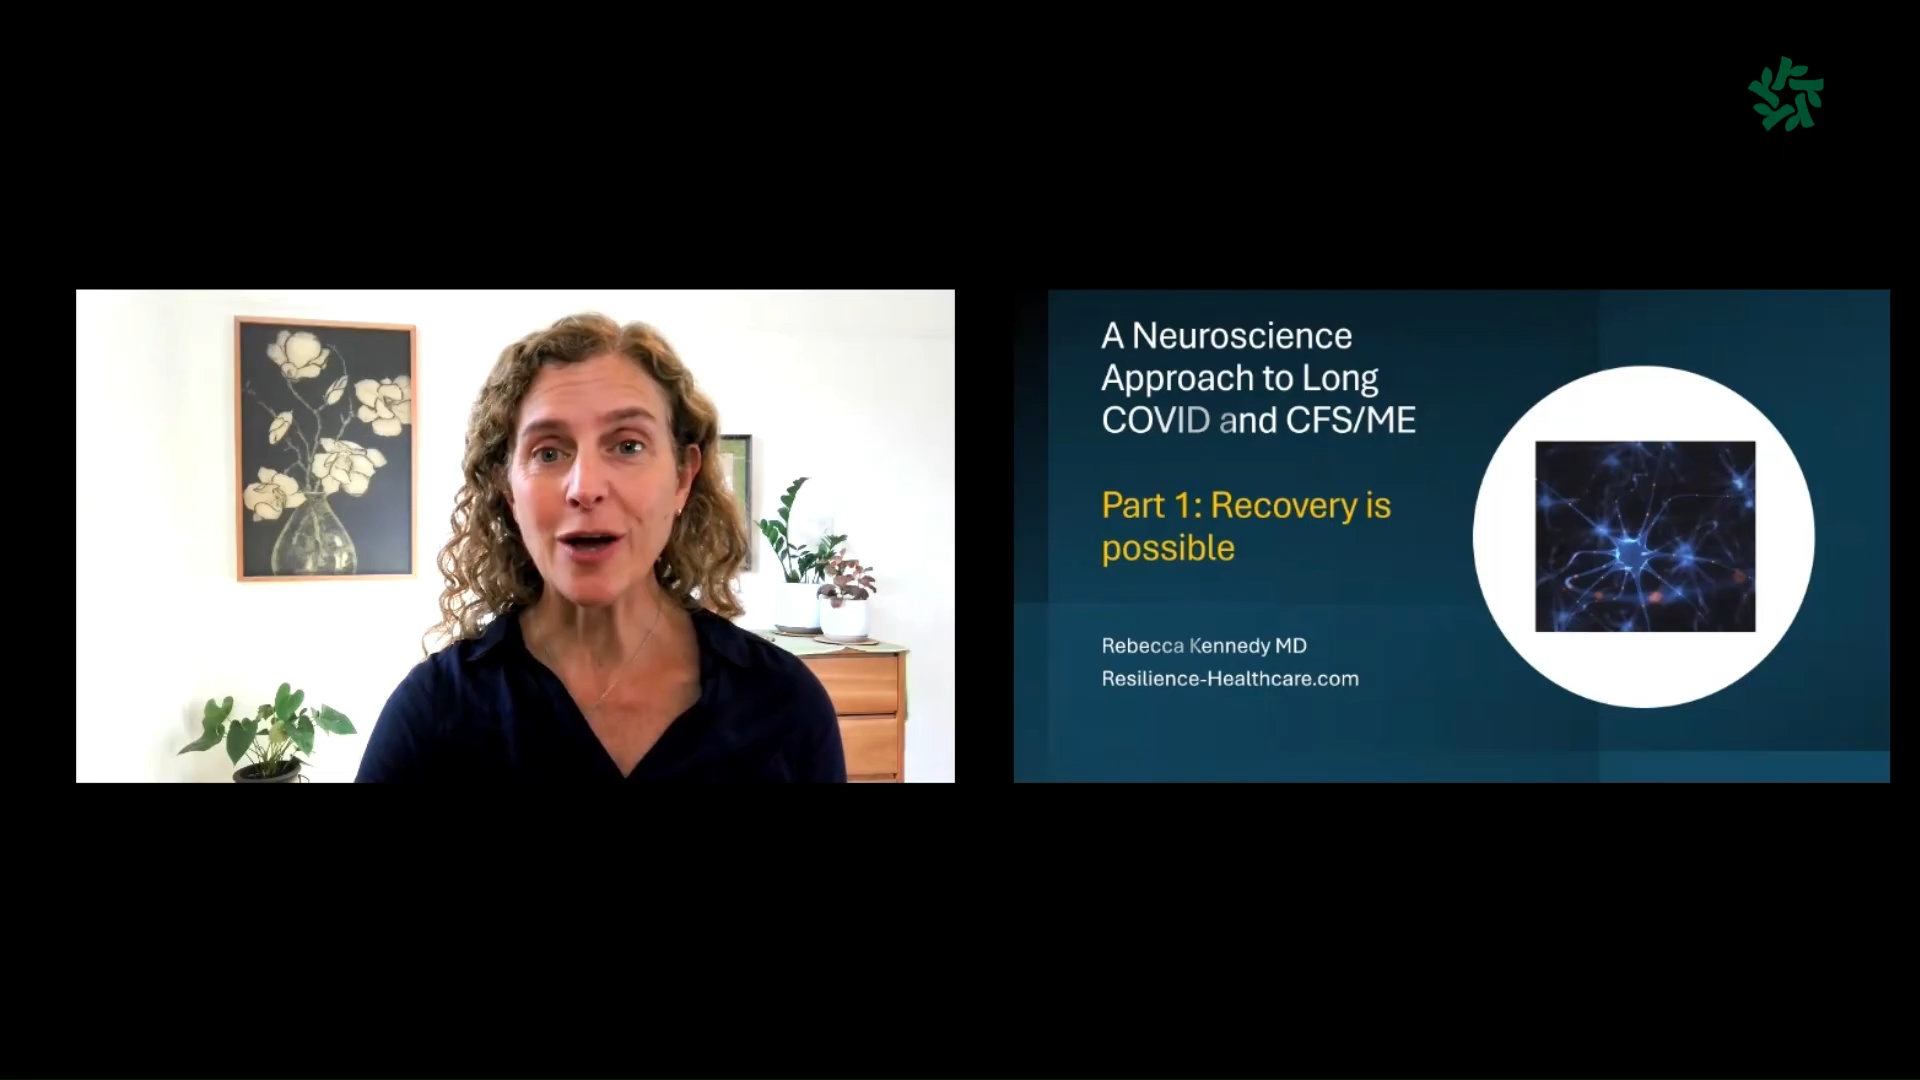 A Neuroscience
Approach to Long
COVID and CFS/ME
Part 1: Recovery is
possible
Rebecca Kennedy MD
Resilience-Healthcare.com